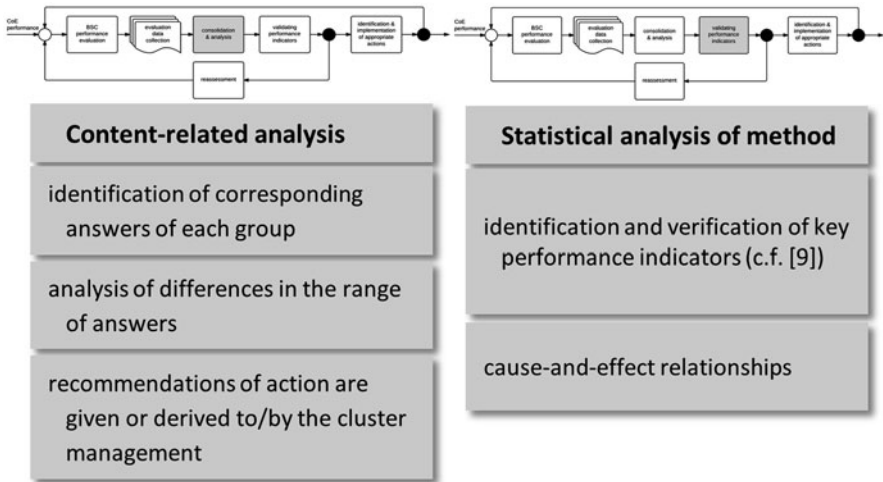 CoE
performance
BSC
performance
evaluation
evaluation
data
collection
consolidation
& analysis
validating
performance
indicators
identification &
implementation
of appropriate
actions
reassessment
CoE
performance
BSC
performance
evaluation
evaluation
data
collection
consolidation
& analysis
validating
performance
indicators
identification &
implementation
of appropriate
actions
reassessment
Content-related analysis
identification of corresponding
answers of each group
analysis of differences in the range
of answers
recommendations of action are
given or derived to/by the cluster
management
Statistical analysis of method
identification and verification of key
performance indicators (c.f. [9])
cause-and-effect relationships